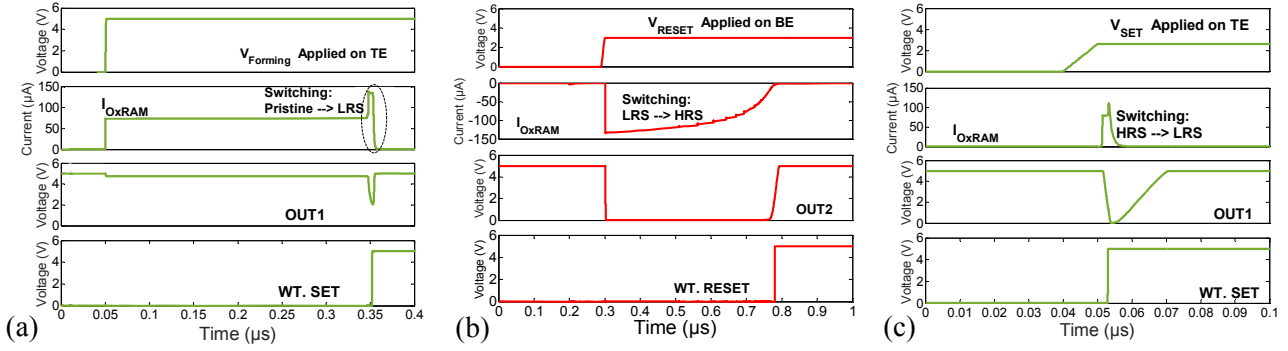 Voltage (V)
6
4
2
0
V_Forming Applied on TE
Current (µA)
150
100
50
0
I_OxRAM
Switching:
Pristine --> LRS
Voltage (V)
6
4
2
0
OUT1
Voltage (V)
6
4
2
0
WT. SET
0 0.05 0.1 0.15 0.2 0.25 0.3 0.35 0.4
Time (µs)
(a)
Voltage (V)
6
4
2
0
V_RESET Applied on BE
Current (µA)
0
-50
-100
-150
Switching:
LRS --> HRS
I_OxRAM
Voltage (V)
6
4
2
0
OUT2
Voltage (V)
6
4
2
0
WT. RESET
0 0.1 0.2 0.3 0.4 0.5 0.6 0.7 0.8 0.9 1
Time (µs)
(b)
Voltage (V)
6
4
2
0
V_SET Applied on TE
Current (µA)
150
100
50
0
I_OxRAM
Switching:
HRS --> LRS
Voltage (V)
6
4
2
0
OUT1
Voltage (V)
6
4
2
0
WT. SET
0 0.01 0.02 0.03 0.04 0.05 0.06 0.07 0.08 0.09 0.1
Time (µs)
(c)